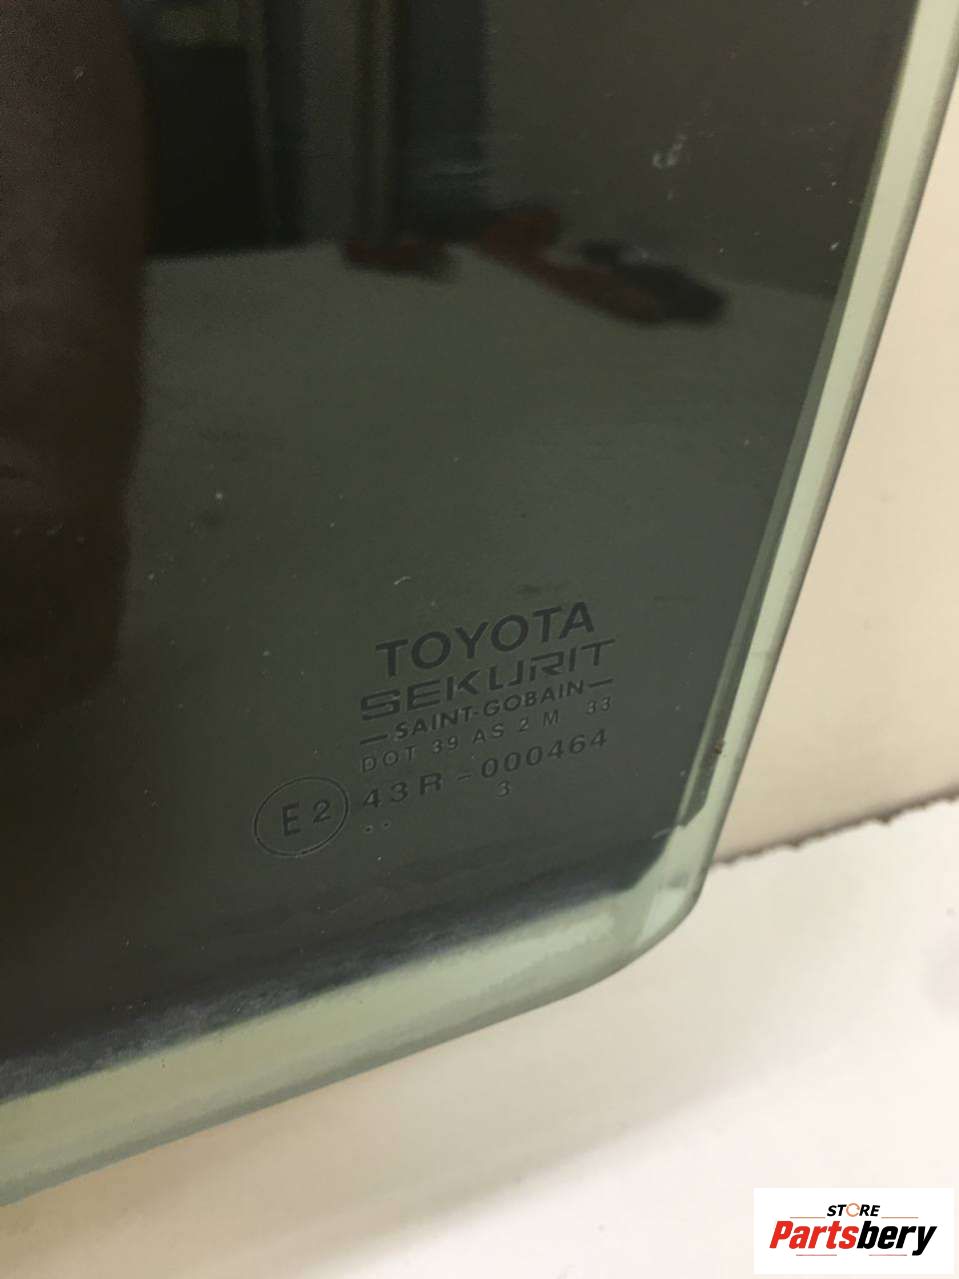 TOYOTA
SEKURIT
SAINT-GOBAIN
DOT 39 AS 2 M 33
E2 43R-000464
3
..
STORE
Partsbery